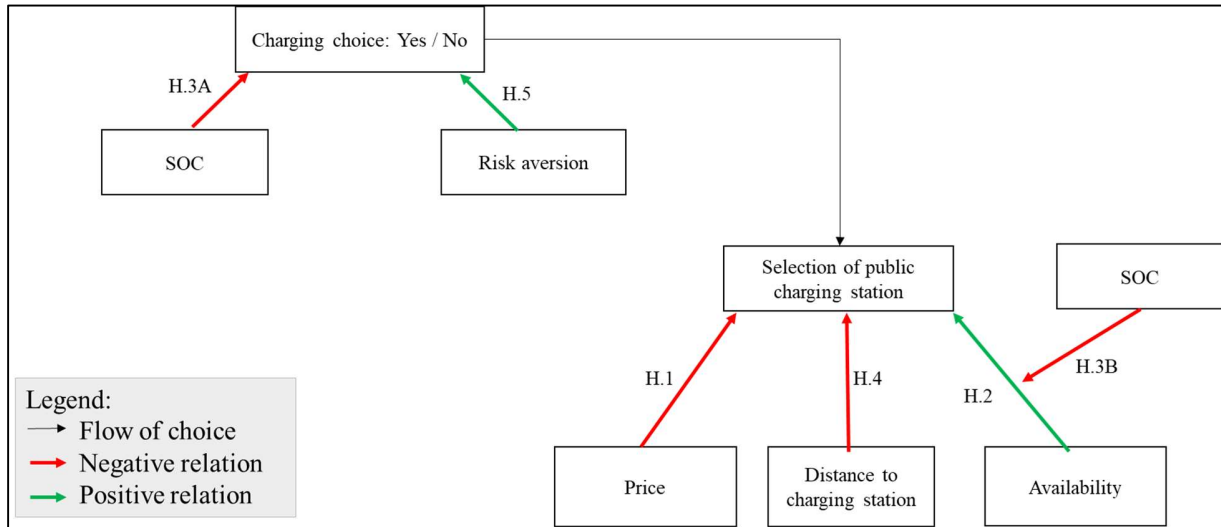 Charging choice: Yes / No
H.3A
H.5
SOC
Risk aversion
Selection of public
charging station
SOC
H.1
H.4
H.2
H.3B
Legend:
Flow of choice
Negative relation
Positive relation
Price
Distance to
charging station
Availability